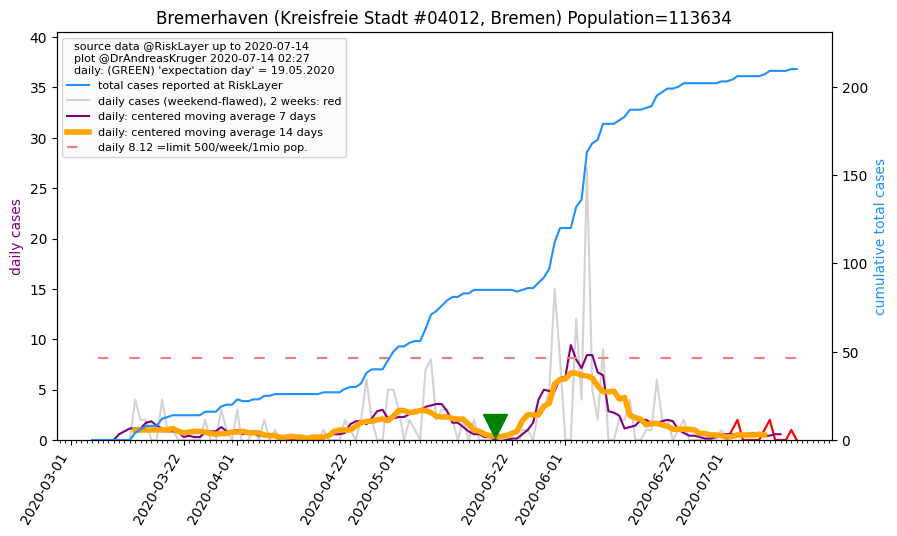 Bremerhaven (Kreisfreie Stadt #04012, Bremen) Population=113634
source data @RiskLayer up to 2020-07-14
plot @DrAndreasKruger 2020-07-14 02:27
daily: (GREEN) 'expectation day' = 19.05.2020
total cases reported at RiskLayer
daily cases (weekend-flawed), 2 weeks: red
daily: centered moving average 7 days
daily: centered moving average 14 days
daily 8.12 =limit 500/week/1mio pop.
daily cases
40
35
30
25
20
15
10
5
0
cumulative total cases
200
150
100
50
0
2020-03-01
2020-03-22
2020-04-01
2020-04-22
2020-05-01
2020-05-22
2020-06-01
2020-06-22
2020-07-01